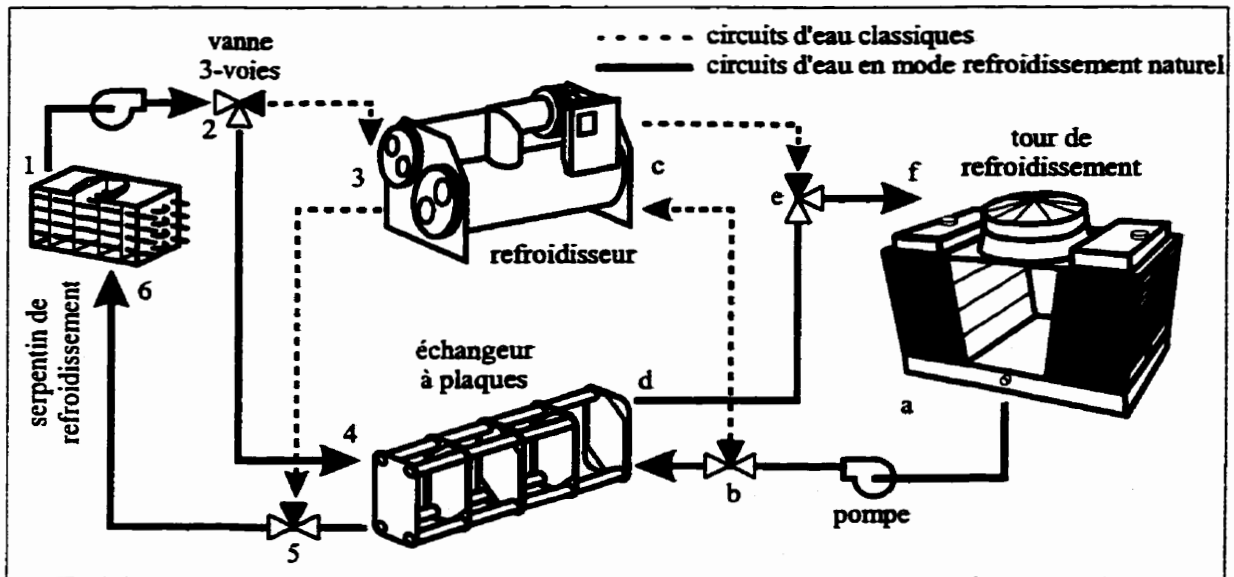 circuits d'eau classiques
circuits d'eau en mode refroidissement naturel
vanne
3-voies
1
2
3
c
refroidisseur
e
f
tour de
refroidissement
6
serpentin de
refroidissement
échangeur
à plaques
4
d
a
b
pompe
5